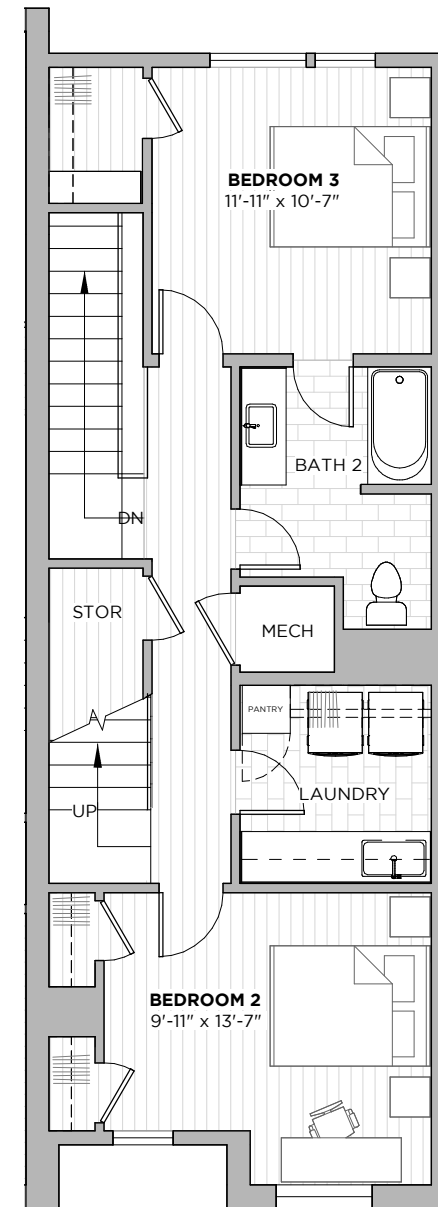 BEDROOM 3
11'-11" x 10'-7"
BATH 2
DN
STOR
MECH
PANTRY
LAUNDRY
UP
BEDROOM 2
9'-11" x 13'-7"